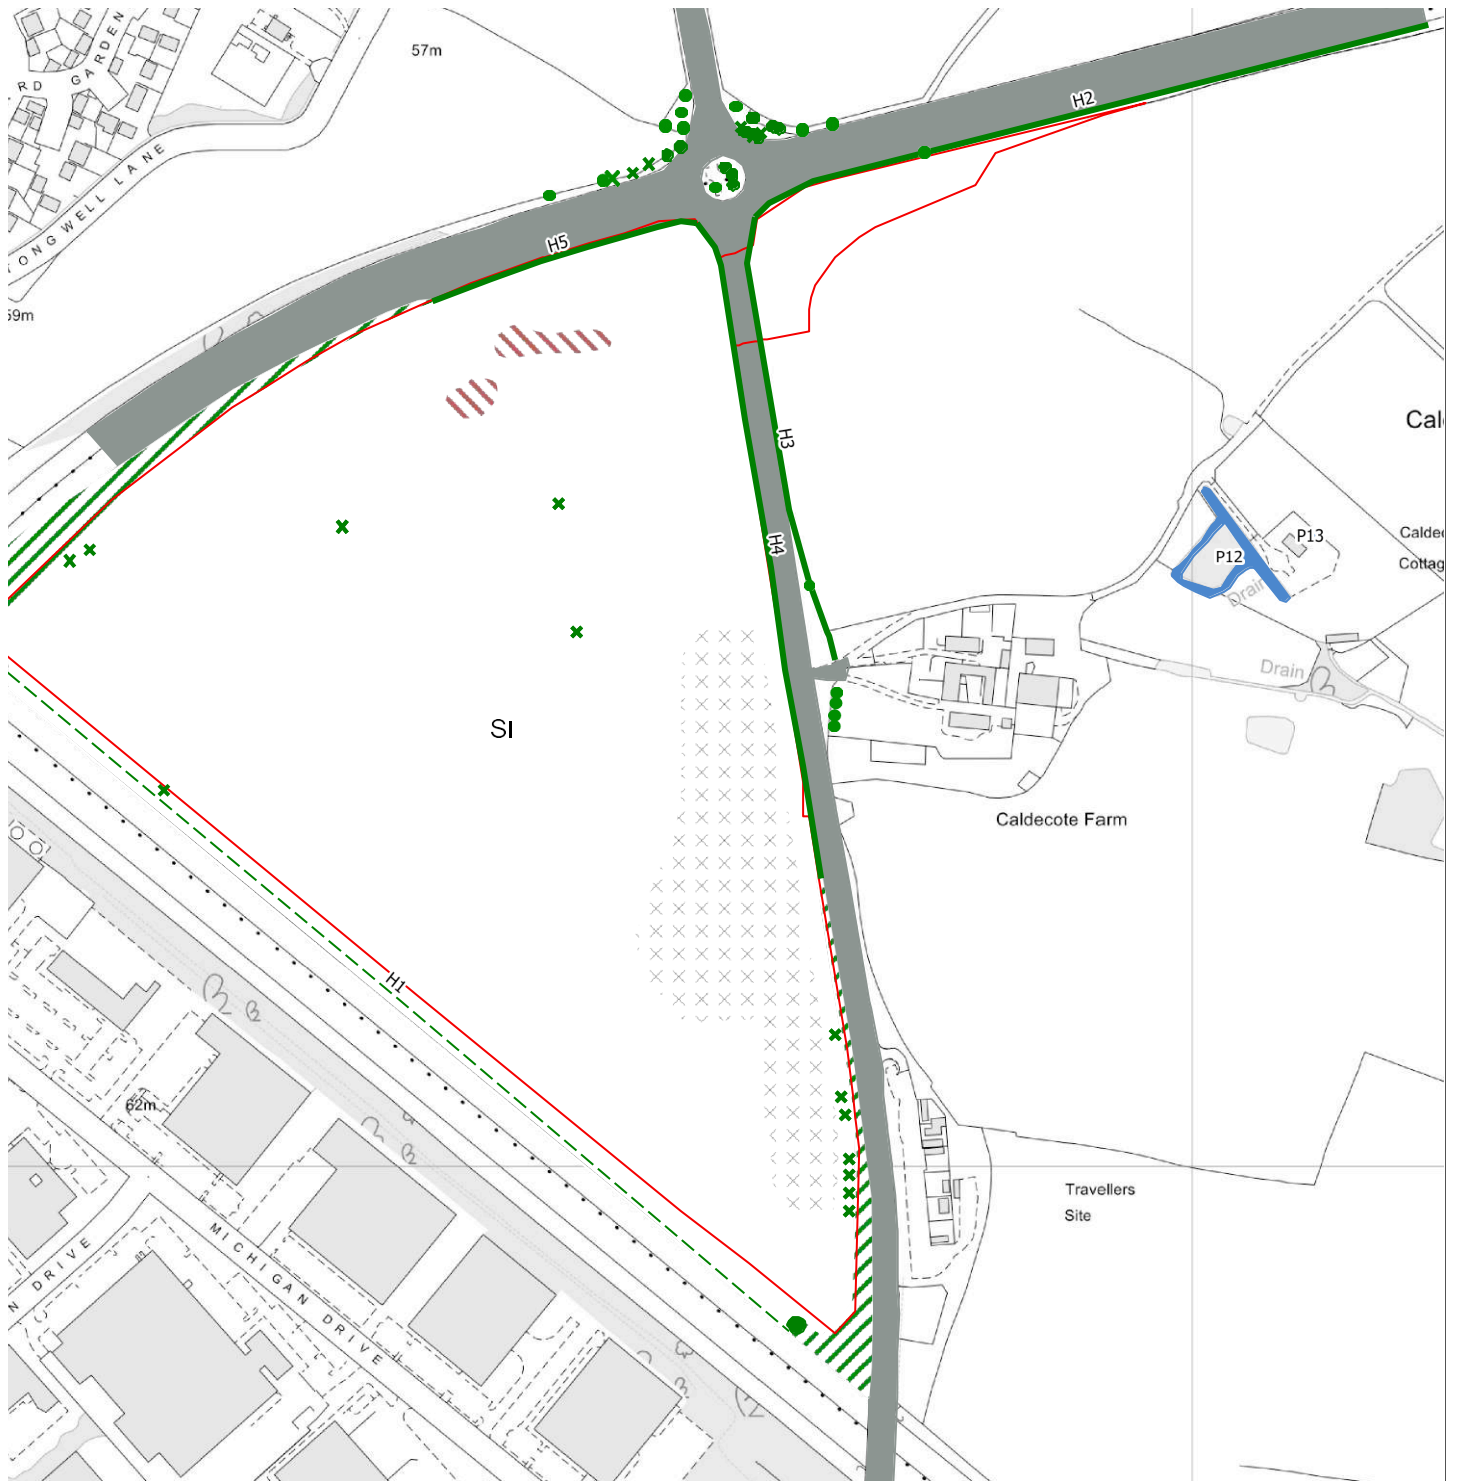 57m
RD GARDEN
ONGWELL LANE
H2
H5
59m
H3
Cal
H4
P13
Calde
P12
Cottag
Drain
Drain
SI
Caldecote Farm
H1
62m
Travellers
Site
N DRIVE
MICHIGAN DRIVE